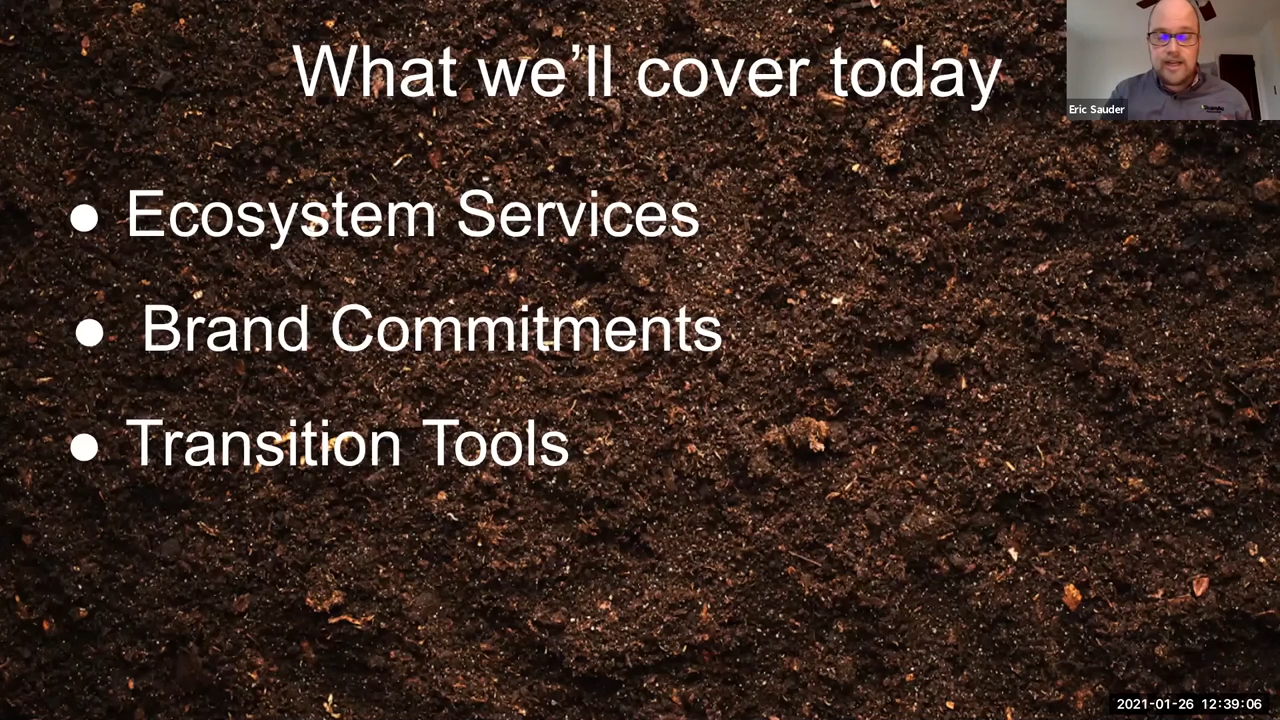 What we’ll cover today
Eric Sauder
● Ecosystem Services
● Brand Commitments
● Transition Tools
2021-01-26 12:39:06